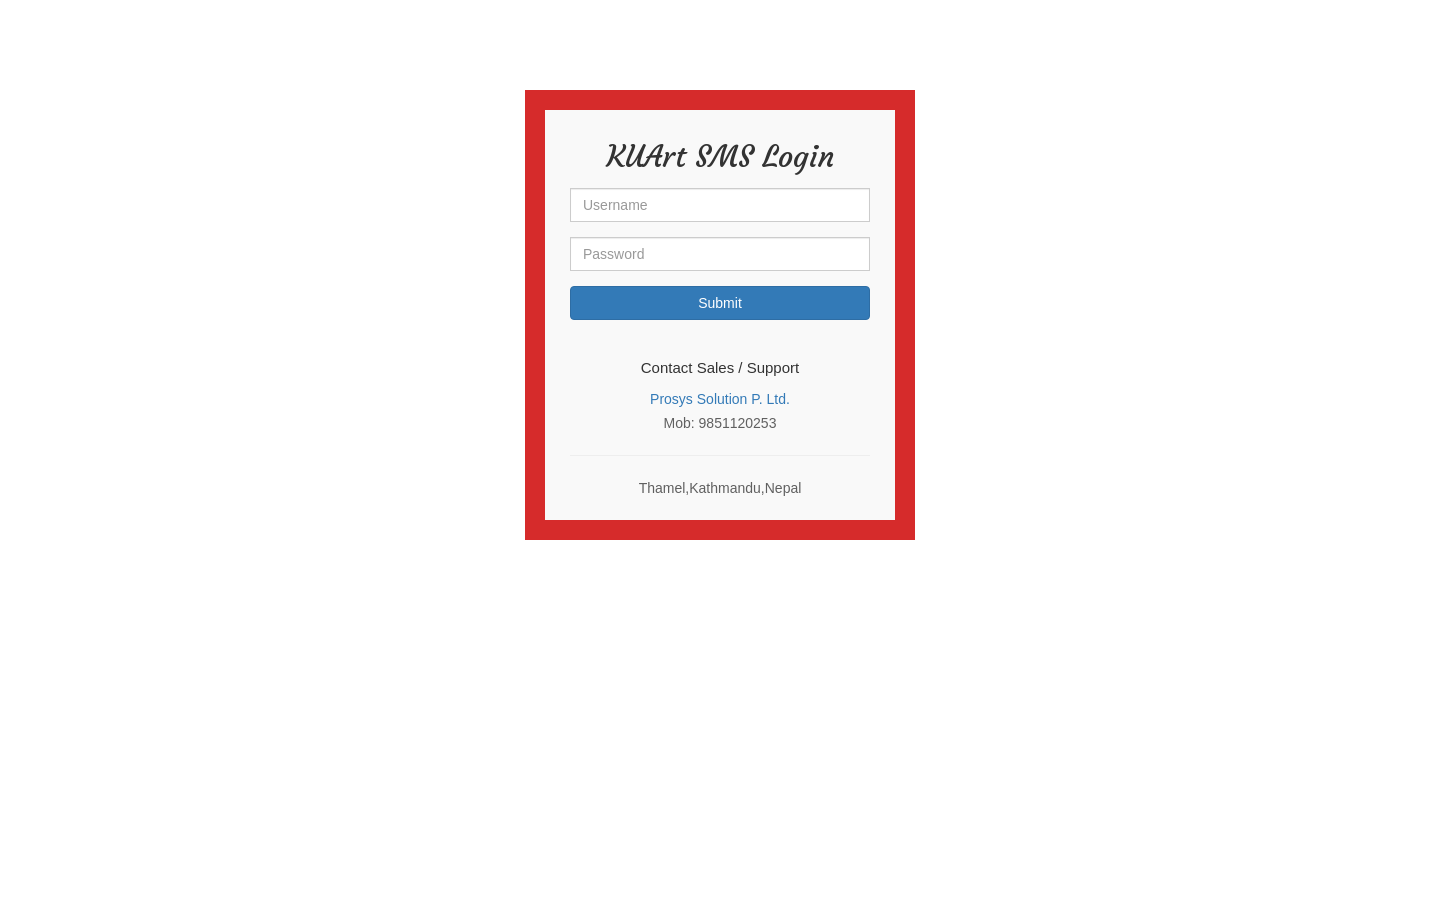 KUArt SMS Login
Username
Password
Submit
Contact Sales / Support
Prosys Solution P. Ltd.
Mob: 9851120253
Thamel,Kathmandu,Nepal